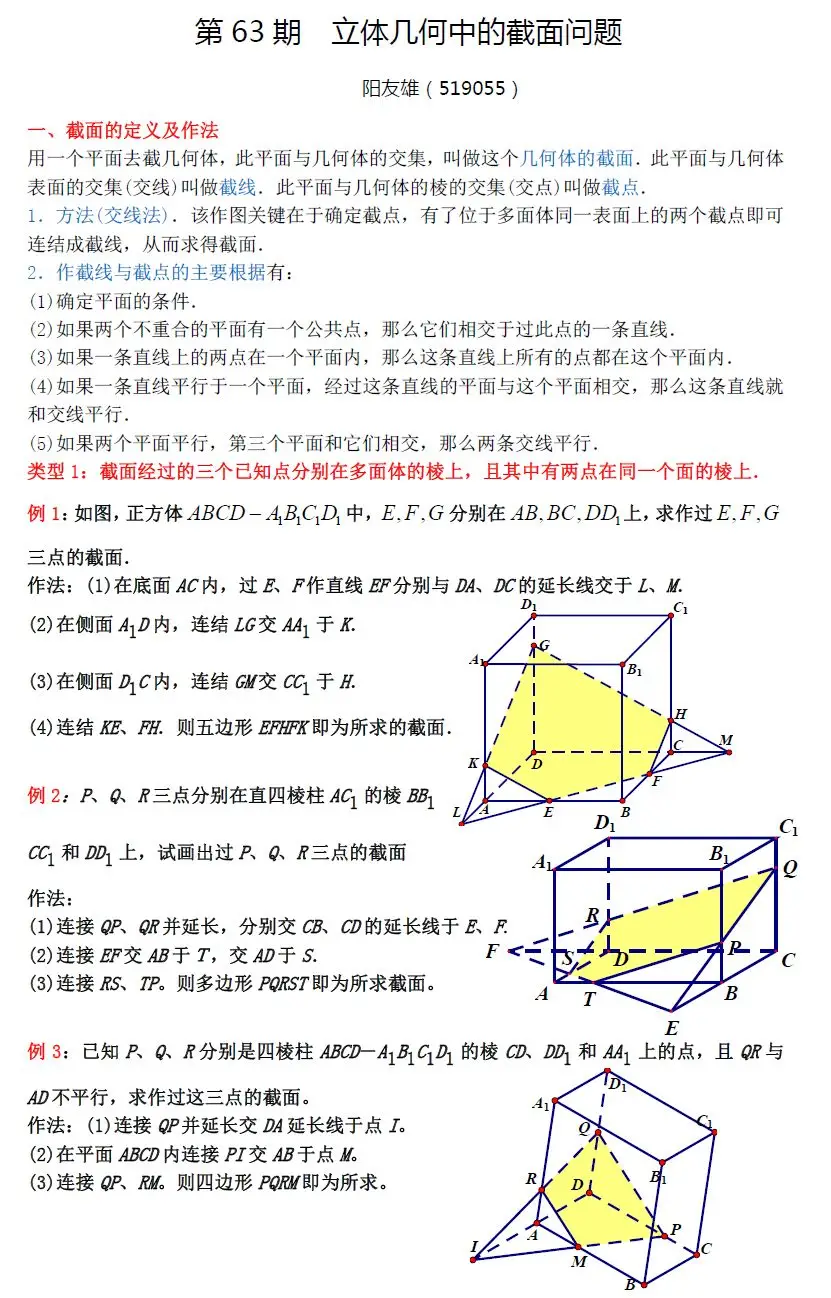 第 63 期 立体几何中的截面问题
阳友雄（519055）
一、截面的定义及作法
用一个平面去截几何体，此平面与几何体的交集，叫做这个几何体的截面．此平面与几何体
表面的交集(交线)叫做截线．此平面与几何体的棱的交集(交点)叫做截点．
1．方法(交线法)．该作图关键在于确定截点，有了位于多面体同一表面上的两个截点即可
连结成截线，从而求得截面．
2．作截线与截点的主要根据有：
(1)确定平面的条件．
(2)如果两个不重合的平面有一个公共点，那么它们相交于过此点的一条直线．
(3)如果一条直线上的两点在一个平面内，那么这条直线上所有的点都在这个平面内．
(4)如果一条直线平行于一个平面，经过这条直线的平面与这个平面相交，那么这条直线就
和交线平行．
(5)如果两个平面平行，第三个平面和它们相交，那么两条交线平行．
类型 1：截面经过的三个已知点分别在多面体的棱上，且其中有两点在同一个面的棱上．
例 1：如图，正方体 ABCD－A₁B₁C₁D₁ 中，E,F,G 分别在 AB,BC,DD₁ 上，求作过 E,F,G
三点的截面．
作法：(1)在底面 AC 内，过 E、F 作直线 EF 分别与 DA、DC 的延长线交于 L、M．
(2)在侧面 A₁D 内，连结 LG 交 AA₁ 于 K．
(3)在侧面 D₁C 内，连结 GM 交 CC₁ 于 H．
(4)连结 KE、FH．则五边形 EFHFK 即为所求的截面．
D₁
C₁
G
A₁
B₁
H
M
K
D
C
F
L
A
E
B
例 2：P、Q、R 三点分别在直四棱柱 AC₁ 的棱 BB₁
CC₁ 和 DD₁ 上，试画出过 P、Q、R 三点的截面
作法：
(1)连接 QP、QR 并延长，分别交 CB、CD 的延长线于 E、F．
(2)连接 EF 交 AB 于 T，交 AD 于 S．
(3)连接 RS、TP。则多边形 PQRST 即为所求截面。
D₁
C₁
A₁
B₁
Q
R
F
S
D
P
C
A
T
B
E
例 3：已知 P、Q、R 分别是四棱柱 ABCD－A₁B₁C₁D₁ 的棱 CD、DD₁ 和 AA₁ 上的点，且 QR 与
AD 不平行，求作过这三点的截面。
作法：(1)连接 QP 并延长交 DA 延长线于点 I。
(2)在平面 ABCD 内连接 PI 交 AB 于点 M。
(3)连接 QP、RM。则四边形 PQRM 即为所求。
D₁
A₁
C₁
Q
B₁
R
D
A
P
I
M
C
B